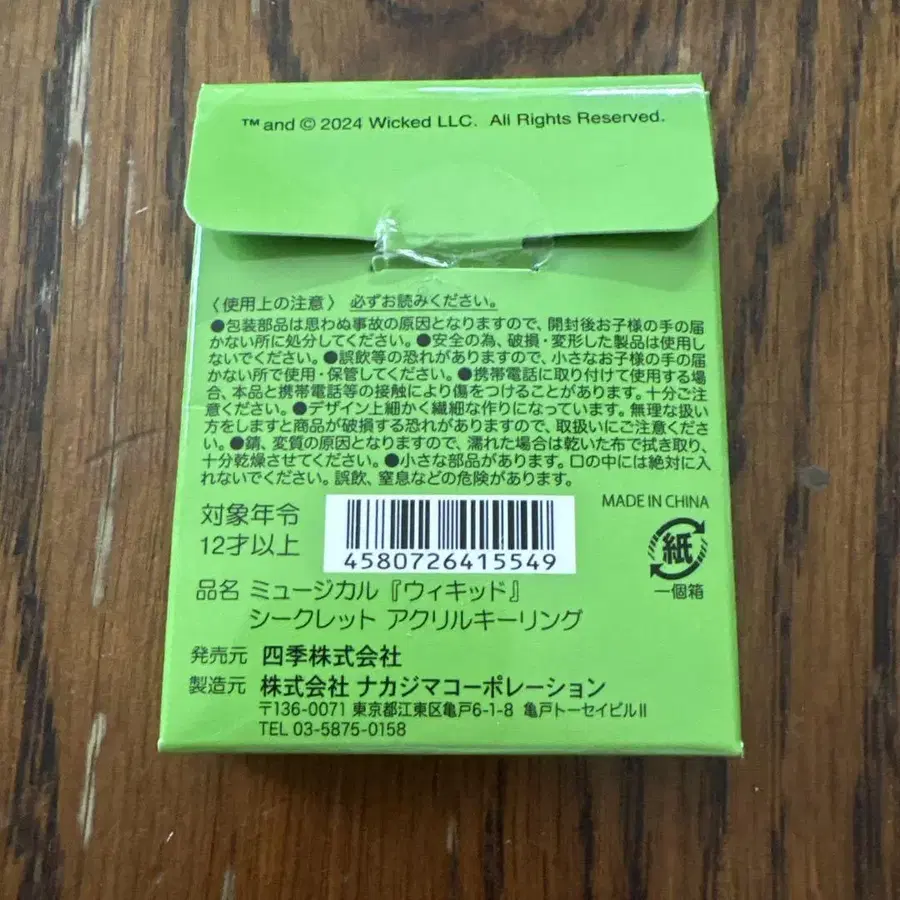 ™and © 2024 Wicked LLC. All Rights Reserved.
〈使用上の注意〉 必ずお読みください。
●包装部品は思わぬ事故の原因となりますので、開封後お子様の手の届
かない所に処分してください。●安全の為、破損・変形した製品は使用し
ないでください。●誤飲等の恐れがありますので、小さなお子様の手の届
かない所で使用・保管してください。●携帯電話に取り付けて使用する場
合、本品と携帯電話等の接触により傷をつけることがあります。十分ご注
意ください。●デザイン上細かく繊細な作りになっています。無理な扱い
方をしますと商品が破損する恐れがありますので、取扱いにご注意くださ
い。●錆、変質の原因となりますので、濡れた場合は乾いた布で拭き取り、
十分乾燥させてください。●小さな部品があります。口の中には絶対に入
れないでください。誤飲、窒息などの危険があります。
MADE IN CHINA
対象年令
12才以上
4580726415549
紙
一個箱
品名 ミュージカル『ウィキッド』
シークレット アクリルキーリング
発売元 四季株式会社
製造元 株式会社 ナカジマコーポレーション
〒136-0071 東京都江東区亀戸6-1-8 亀戸トーセイビルⅡ
TEL 03-5875-0158